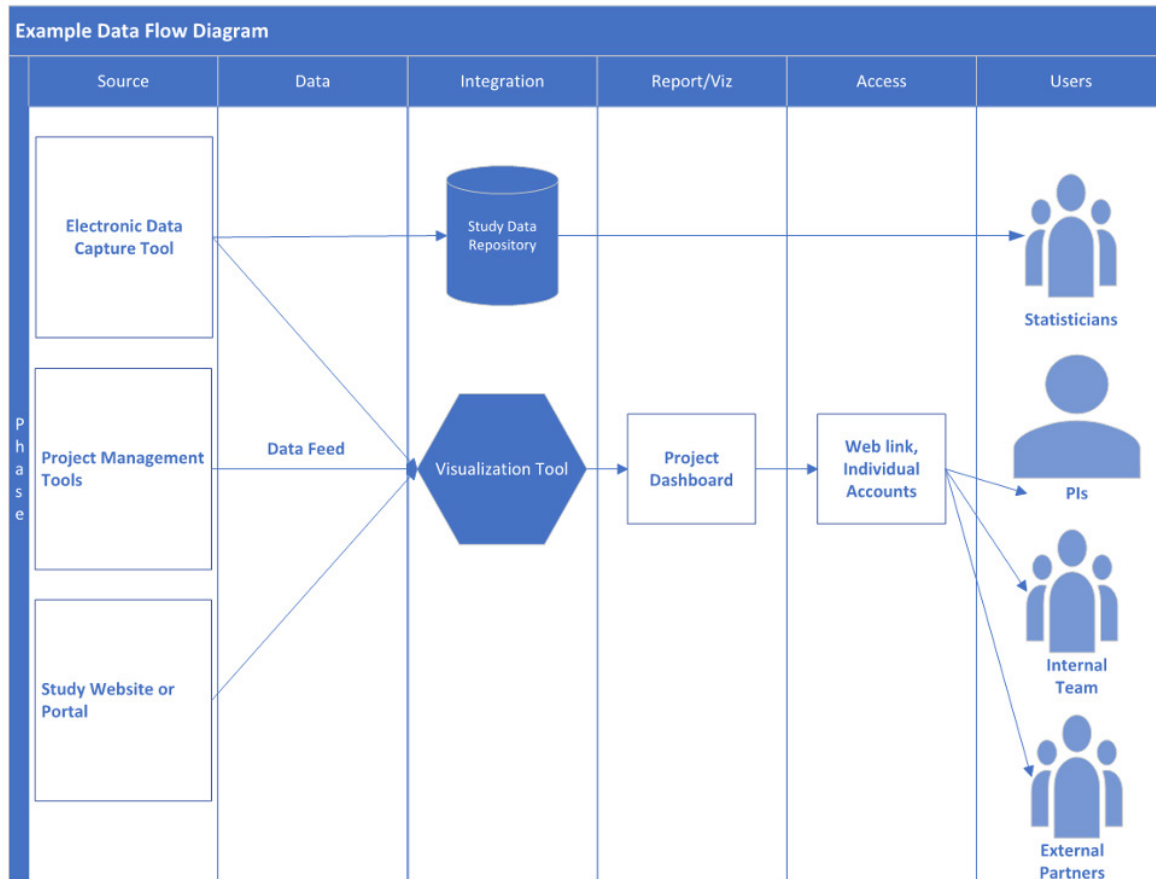 Example Data Flow Diagram
Source
Data
Integration
Report/Viz
Access
Users
Phase
Electronic Data
Capture Tool
Study Data
Repository
Statisticians
Project Management
Tools
Data Feed
Visualization Tool
Project
Dashboard
Web link,
Individual
Accounts
PIs
Study Website or
Portal
Internal
Team
External
Partners